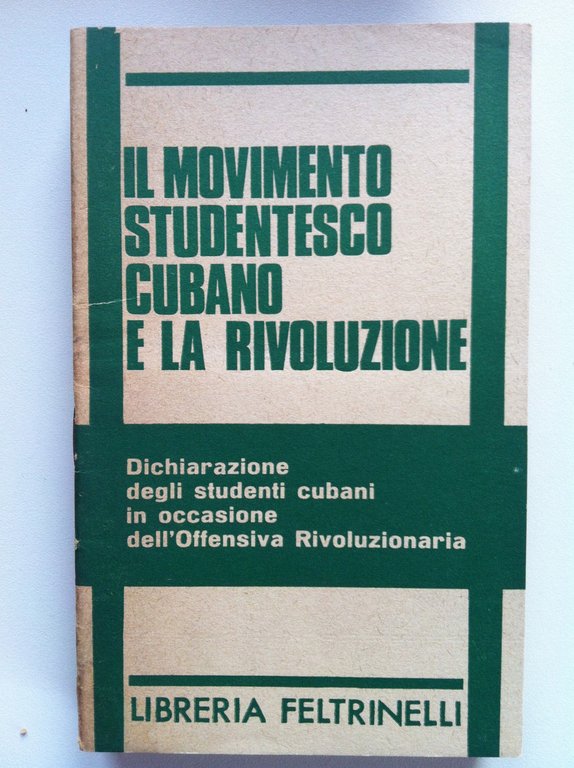 IL MOVIMENTO
STUDENTESCO
CUBANO
E LA RIVOLUZIONE
Dichiarazione
degli studenti cubani
in occasione
dell'Offensiva Rivoluzionaria
LIBRERIA FELTRINELLI